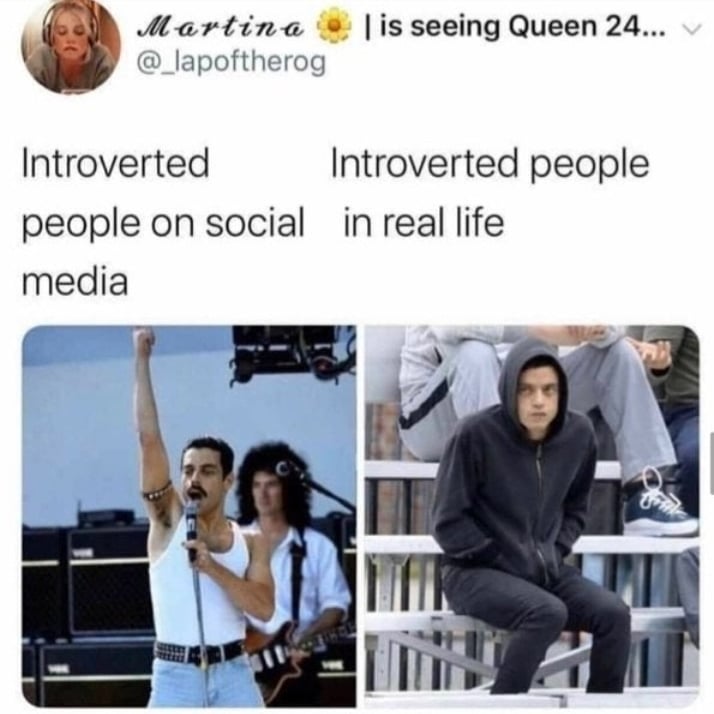 Martina 🌼 | is seeing Queen 24...
@_lapoftherog
Introverted
people on social
media
Introverted people
in real life